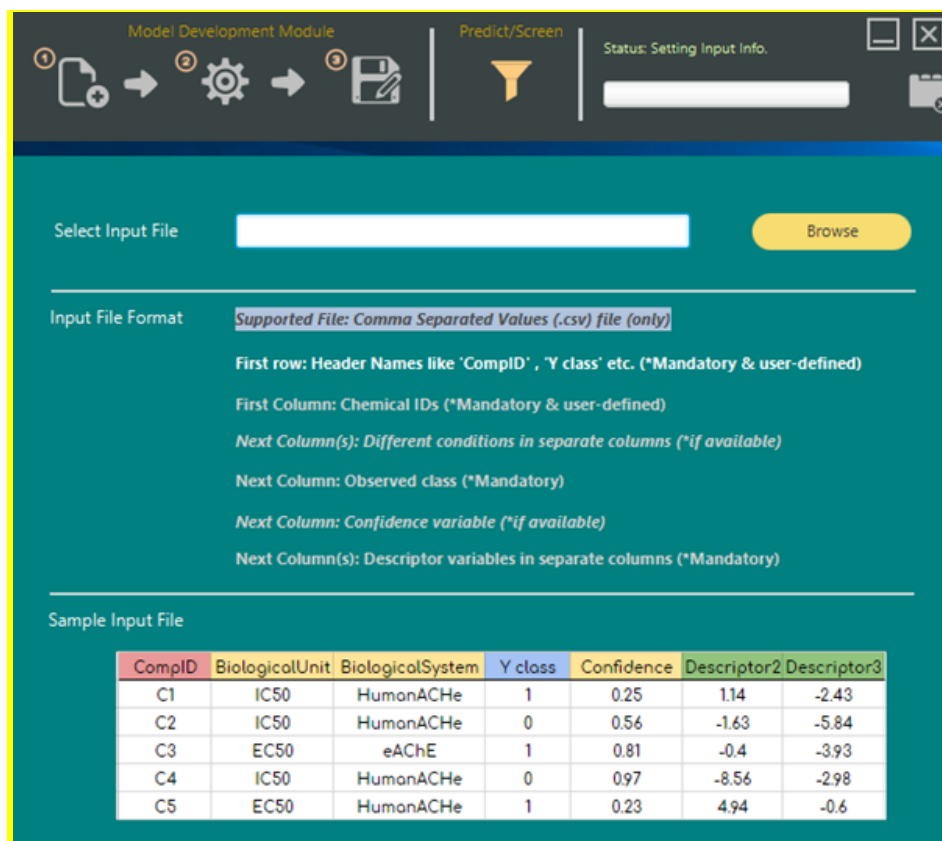 Model Development Module
Predict/Screen
Status: Setting Input Info.
1
2
3
Select Input File
Browse
Input File Format
Supported File: Comma Separated Values (.csv) file (only)
First row: Header Names like 'CompID' , 'Y class' etc. (*Mandatory & user-defined)
First Column: Chemical IDs (*Mandatory & user-defined)
Next Column(s): Different conditions in separate columns (*if available)
Next Column: Observed class (*Mandatory)
Next Column: Confidence variable (*if available)
Next Column(s): Descriptor variables in separate columns (*Mandatory)
Sample Input File
CompID BiologicalUnit BiologicalSystem Y class Confidence Descriptor2 Descriptor3
C1 IC50 HumanACHe 1 0.25 1.14 -2.43
C2 IC50 HumanACHe 0 0.56 -1.63 -5.84
C3 EC50 eAChE 1 0.81 -0.4 -3.93
C4 IC50 HumanACHe 0 0.97 -8.56 -2.98
C5 EC50 HumanACHe 1 0.23 4.94 -0.6